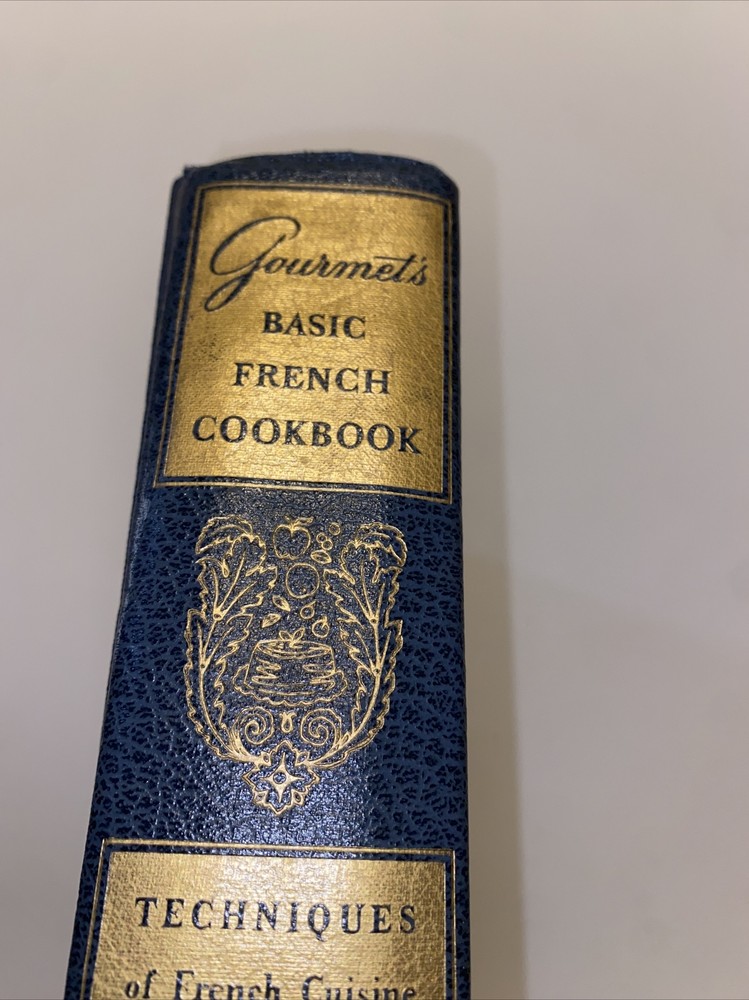 Gourmet's
BASIC
FRENCH
COOKBOOK
TECHNIQUES
of French Cuisine